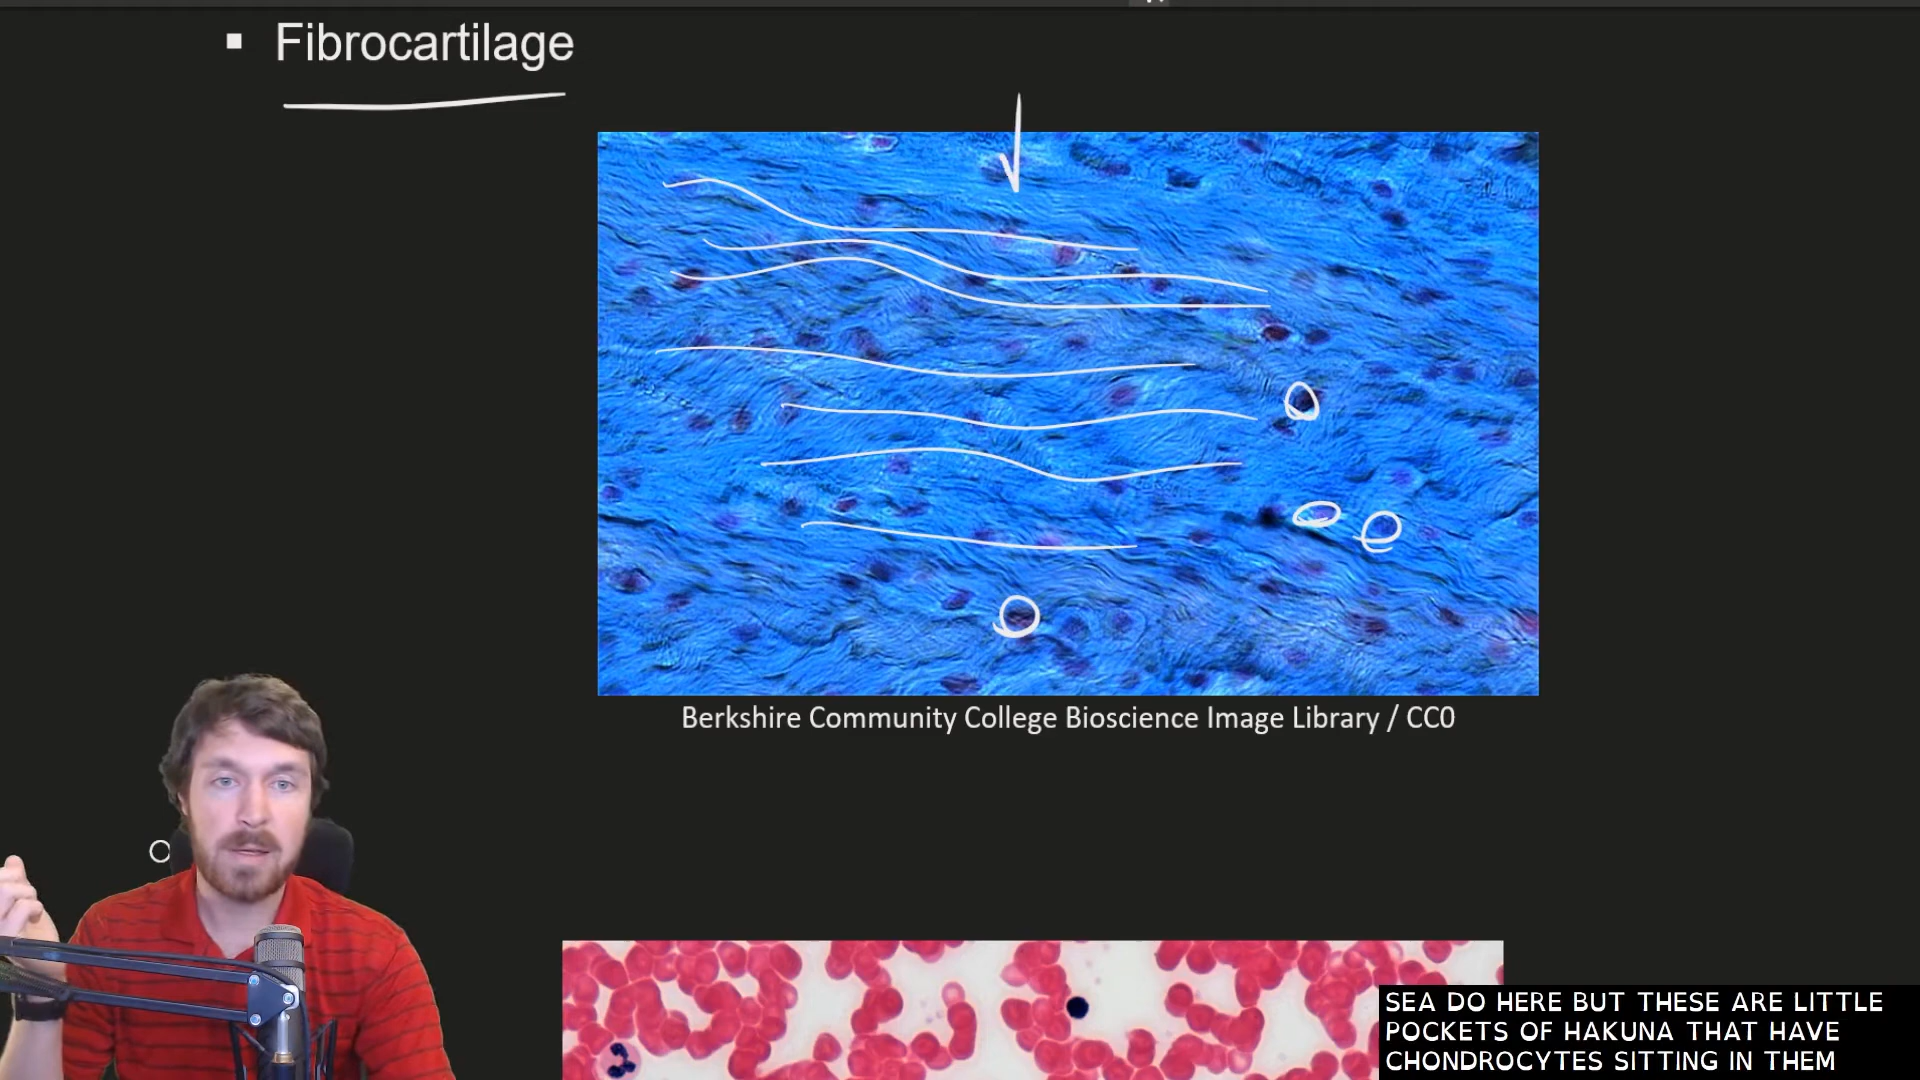 Fibrocartilage
Berkshire Community College Bioscience Image Library / CC0
SEA DO HERE BUT THESE ARE LITTLE
POCKETS OF HAKUNA THAT HAVE
CHONDROCYTES SITTING IN THEM